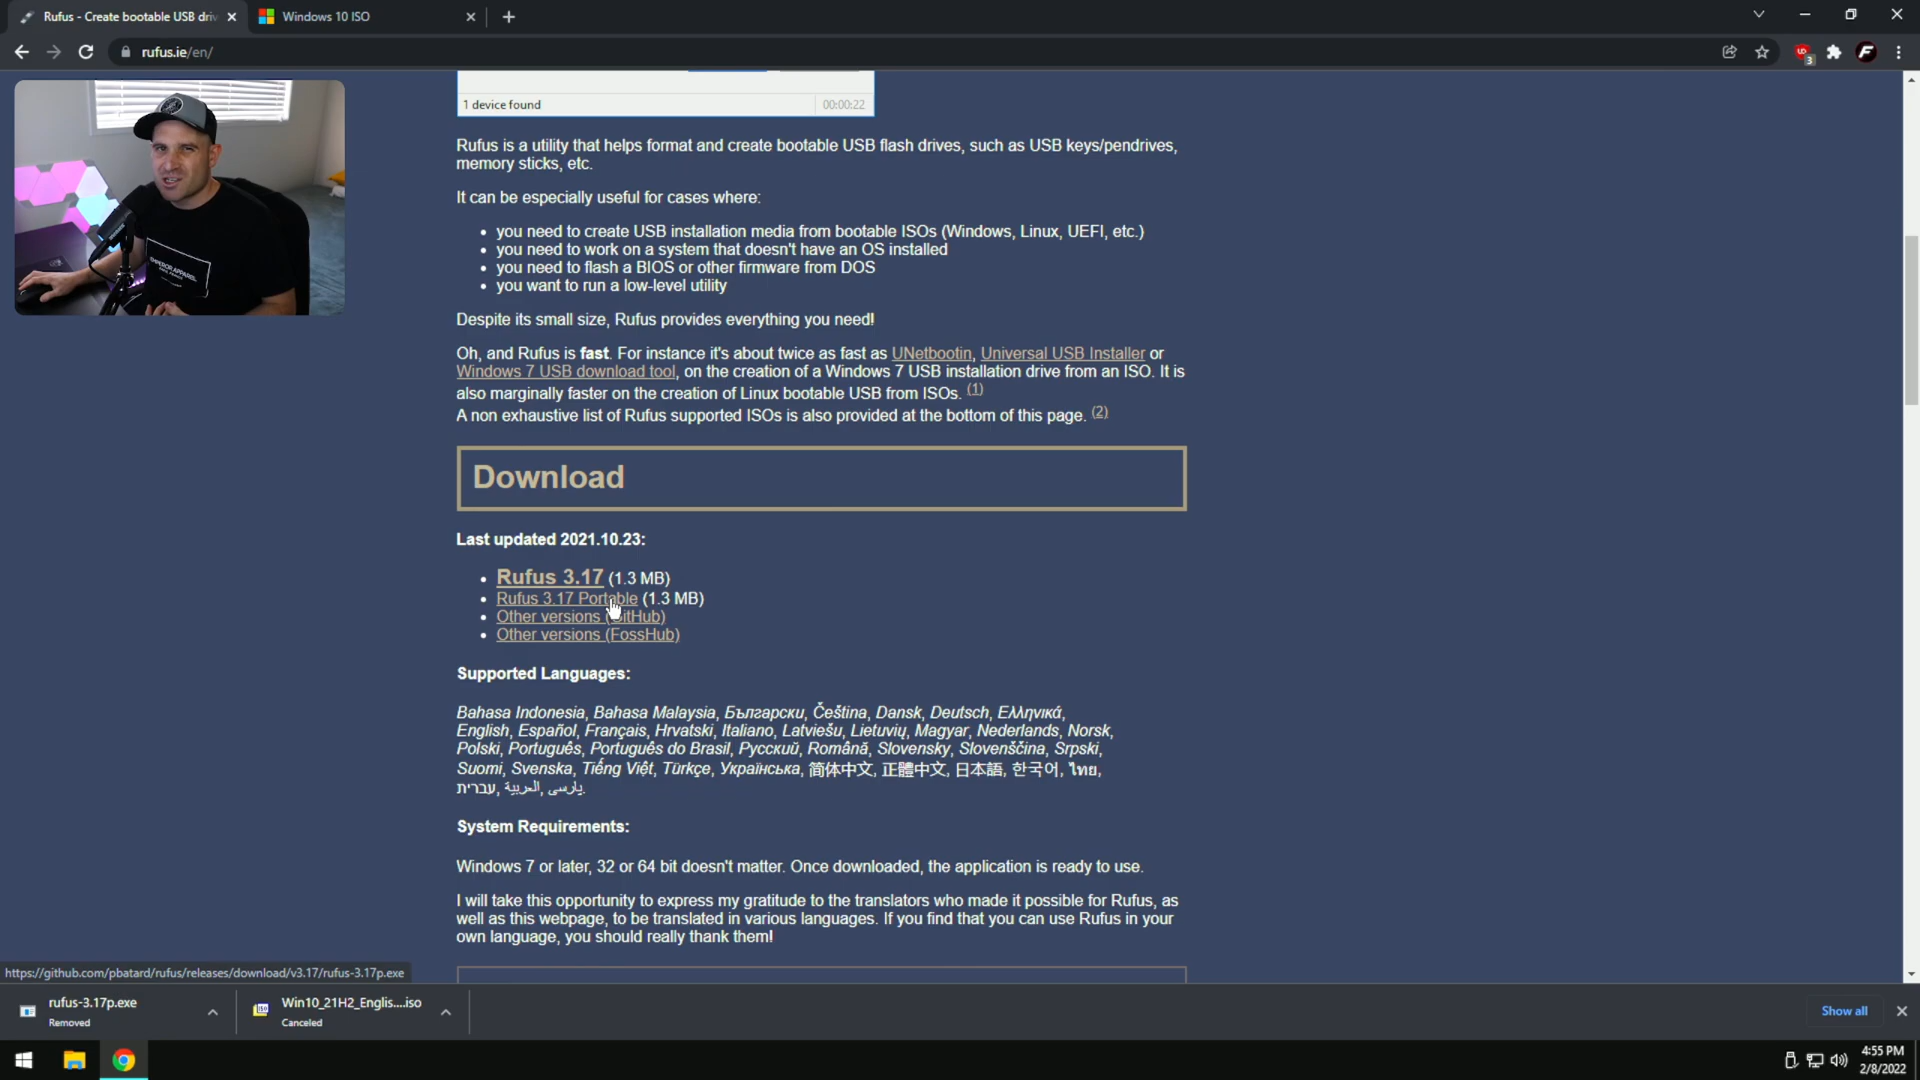 Rufus - Create bootable USB driv
Windows 10 ISO
rufus.ie/en/
3
1 device found
00:00:22
Rufus is a utility that helps format and create bootable USB flash drives, such as USB keys/pendrives,
memory sticks, etc.
It can be especially useful for cases where:
• you need to create USB installation media from bootable ISOs (Windows, Linux, UEFI, etc.)
• you need to work on a system that doesn't have an OS installed
• you need to flash a BIOS or other firmware from DOS
• you want to run a low-level utility
Despite its small size, Rufus provides everything you need!
Oh, and Rufus is fast. For instance it's about twice as fast as UNetbootin, Universal USB Installer or
Windows 7 USB download tool, on the creation of a Windows 7 USB installation drive from an ISO. It is
also marginally faster on the creation of Linux bootable USB from ISOs. (1)
A non exhaustive list of Rufus supported ISOs is also provided at the bottom of this page. (2)
Download
Last updated 2021.10.23:
• Rufus 3.17 (1.3 MB)
• Rufus 3.17 Portable (1.3 MB)
• Other versions (GitHub)
• Other versions (FossHub)
Supported Languages:
Bahasa Indonesia, Bahasa Malaysia, Български, Čeština, Dansk, Deutsch, Ελληνικά,
English, Español, Français, Hrvatski, Italiano, Latviešu, Lietuvių, Magyar, Nederlands, Norsk,
Polski, Português, Português do Brasil, Русский, Română, Slovensky, Slovenščina, Srpski,
Suomi, Svenska, Tiếng Việt, Türkçe, Українська, 简体中文, 正體中文, 日本語, 한국어, ไทย,
עברית, العربية, پارسی.
System Requirements:
Windows 7 or later, 32 or 64 bit doesn't matter. Once downloaded, the application is ready to use.
I will take this opportunity to express my gratitude to the translators who made it possible for Rufus, as
well as this webpage, to be translated in various languages. If you find that you can use Rufus in your
own language, you should really thank them!
https://github.com/pbatard/rufus/releases/download/v3.17/rufus-3.17p.exe
rufus-3.17p.exe
Removed
Win10_21H2_Englis....iso
Canceled
Show all
4:55 PM
2/8/2022